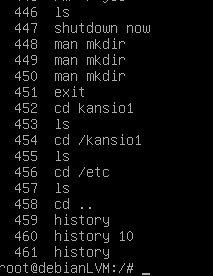 446 ls
447 shutdown now
448 man mkdir
449 man mkdir
450 man mkdir
451 exit
452 cd kansio1
453 ls
454 cd /kansio1
455 ls
456 cd /etc
457 ls
458 cd ..
459 history
460 history 10
461 history
root@debianLVM:/# _